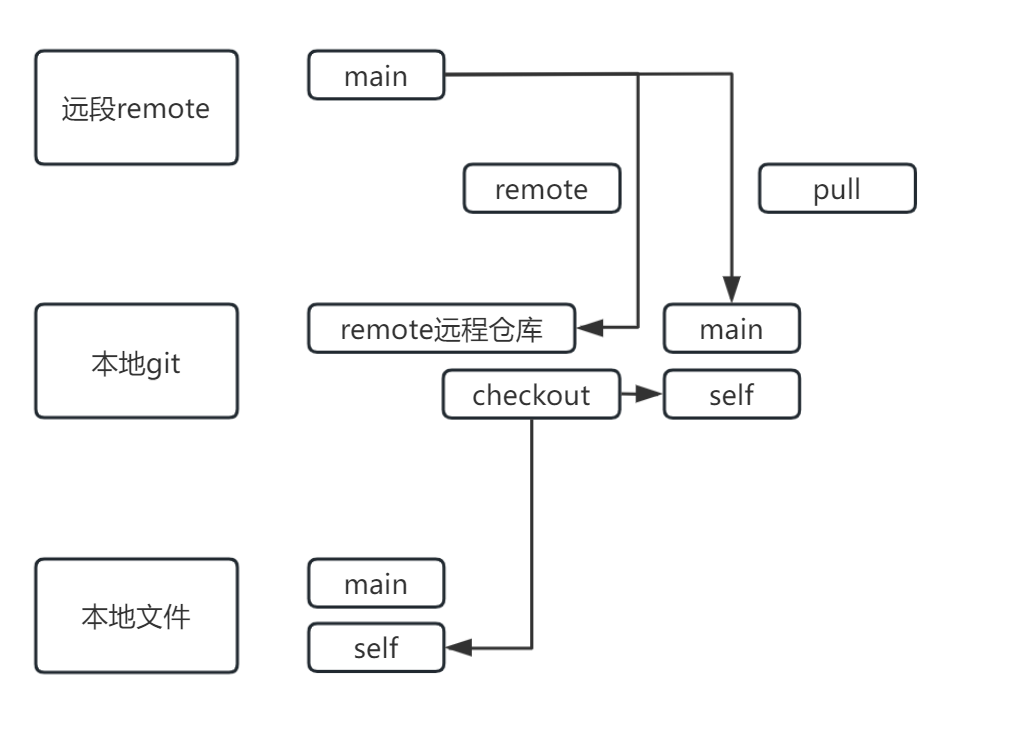 远段remote
main
remote
pull
本地git
remote远程仓库
main
checkout
self
本地文件
main
self